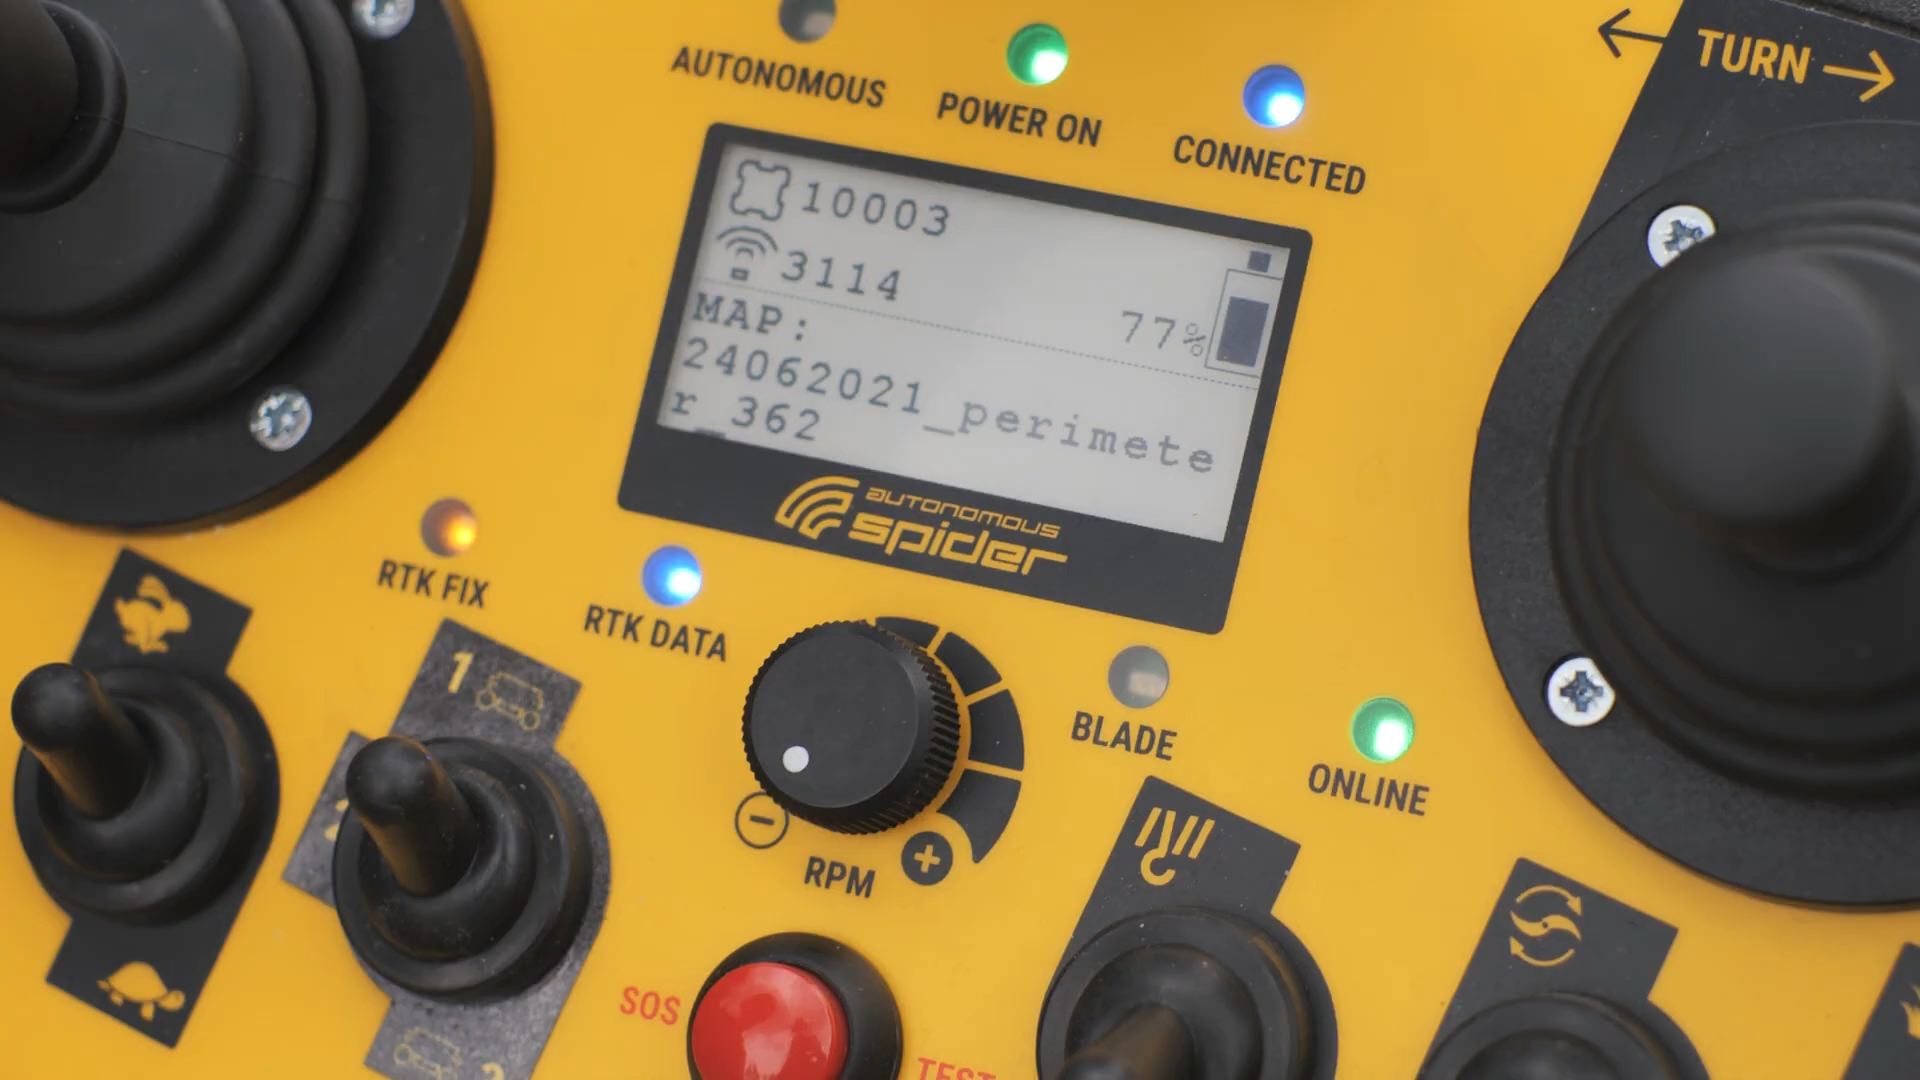 AUTONOMOUS
POWER ON
CONNECTED
← TURN →
10003
3114
77%
MAP:
24062021_perimete
r_362
autonomous
spider
RTK FIX
RTK DATA
BLADE
ONLINE
1
2
− RPM +
SOS
TEST